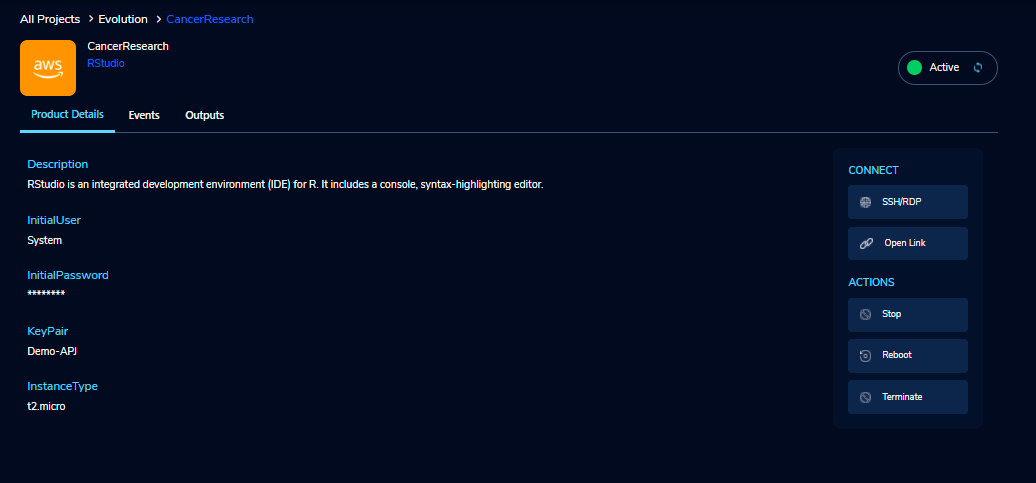 All Projects > Evolution > CancerResearch
aws
CancerResearch
RStudio
Active
Product Details Events Outputs
Description
RStudio is an integrated development environment (IDE) for R. It includes a console, syntax-highlighting editor.
InitialUser
System
InitialPassword
********
KeyPair
Demo-APJ
InstanceType
t2.micro
CONNECT
SSH/RDP
Open Link
ACTIONS
Stop
Reboot
Terminate